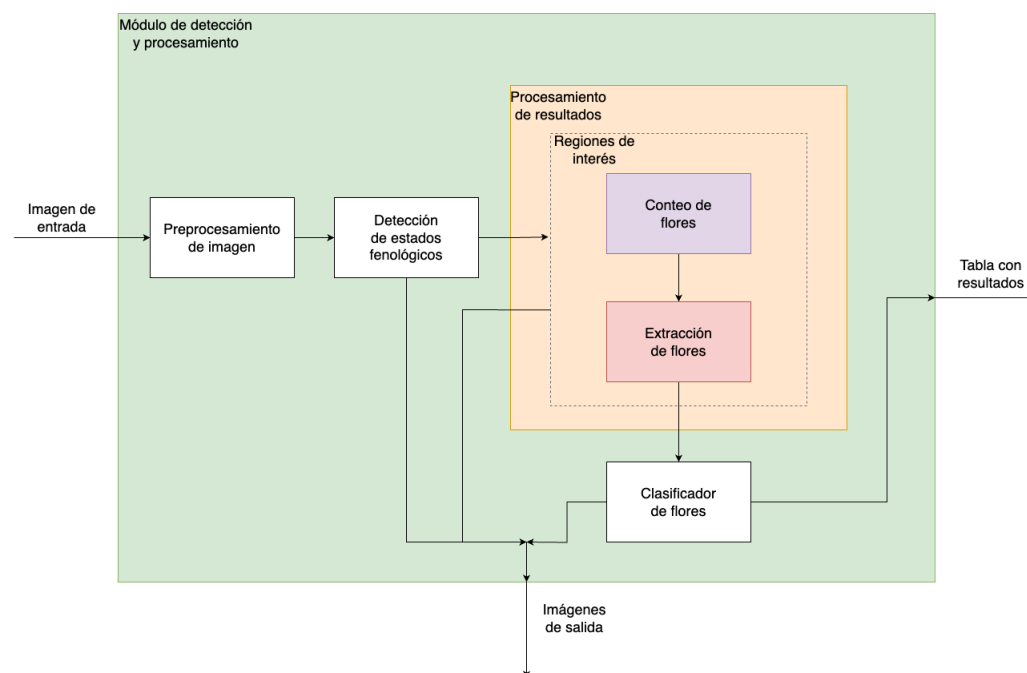 Módulo de detección
y procesamiento
Procesamiento
de resultados
Regiones de
interés
Imagen de
entrada
Preprocesamiento
de imagen
Detección
de estados
fenológicos
Conteo de
flores
Extracción
de flores
Clasificador
de flores
Tabla con
resultados
Imágenes
de salida